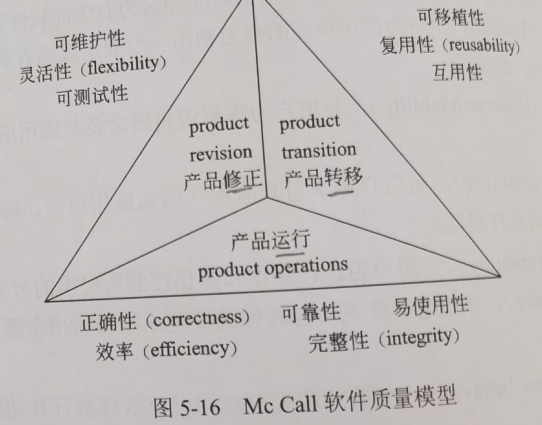 可维护性
灵活性（flexibility）
可测试性
可移植性
复用性（reusability）
互用性
product
revision
产品修正
product
transition
产品转移
产品运行
product operations
正确性（correctness） 可靠性 易使用性
效率（efficiency） 完整性（integrity）
图 5-16 Mc Call 软件质量模型